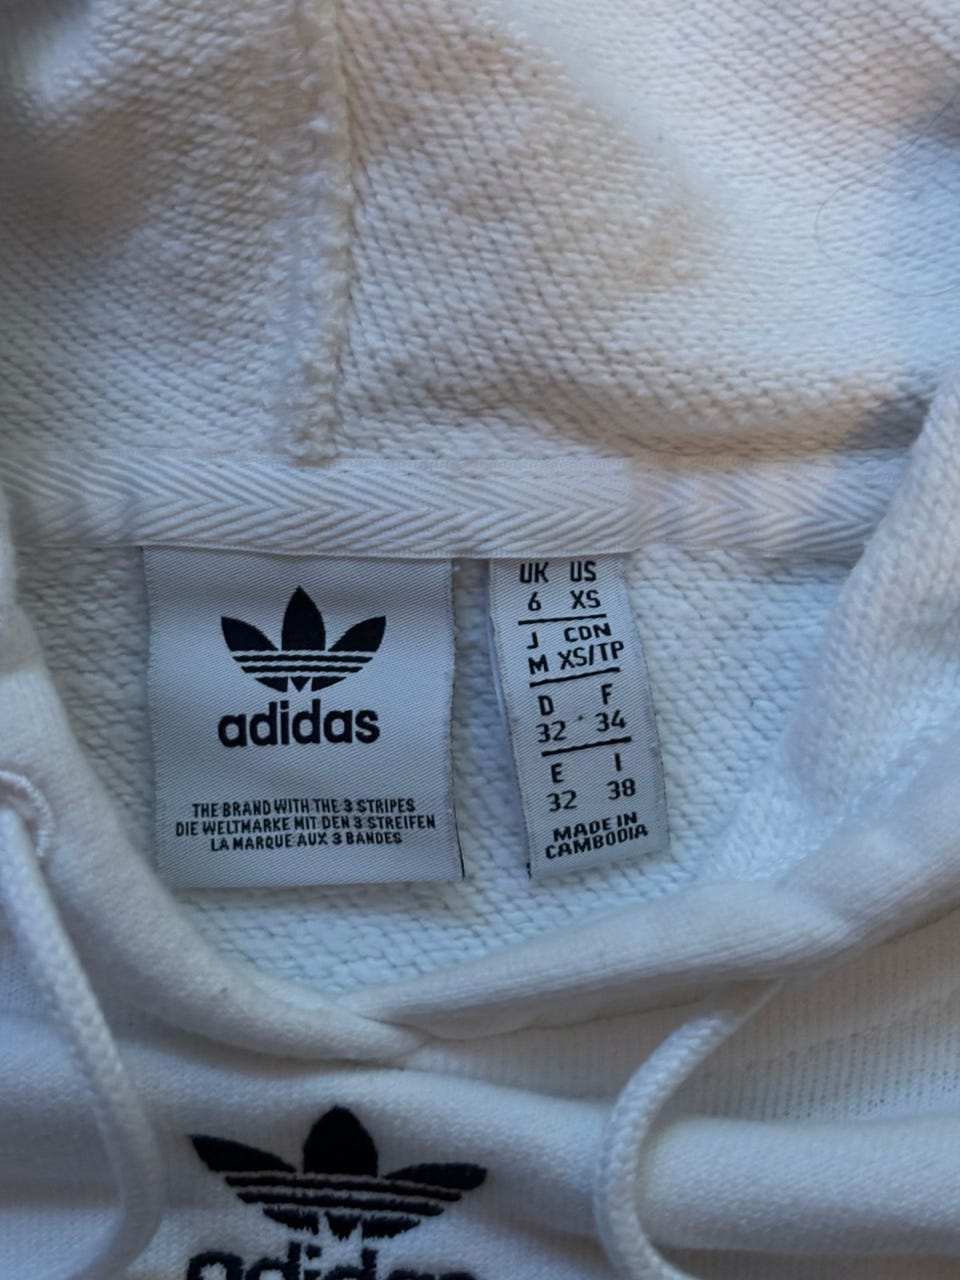 adidas
THE BRAND WITH THE 3 STRIPES
DIE WELTMARKE MIT DEN 3 STREIFEN
LA MARQUE AUX 3 BANDES
UK US
6 XS
J CDN
M XS/TP
D F
32 34
E I
32 38
MADE IN
CAMBODIA
adidas